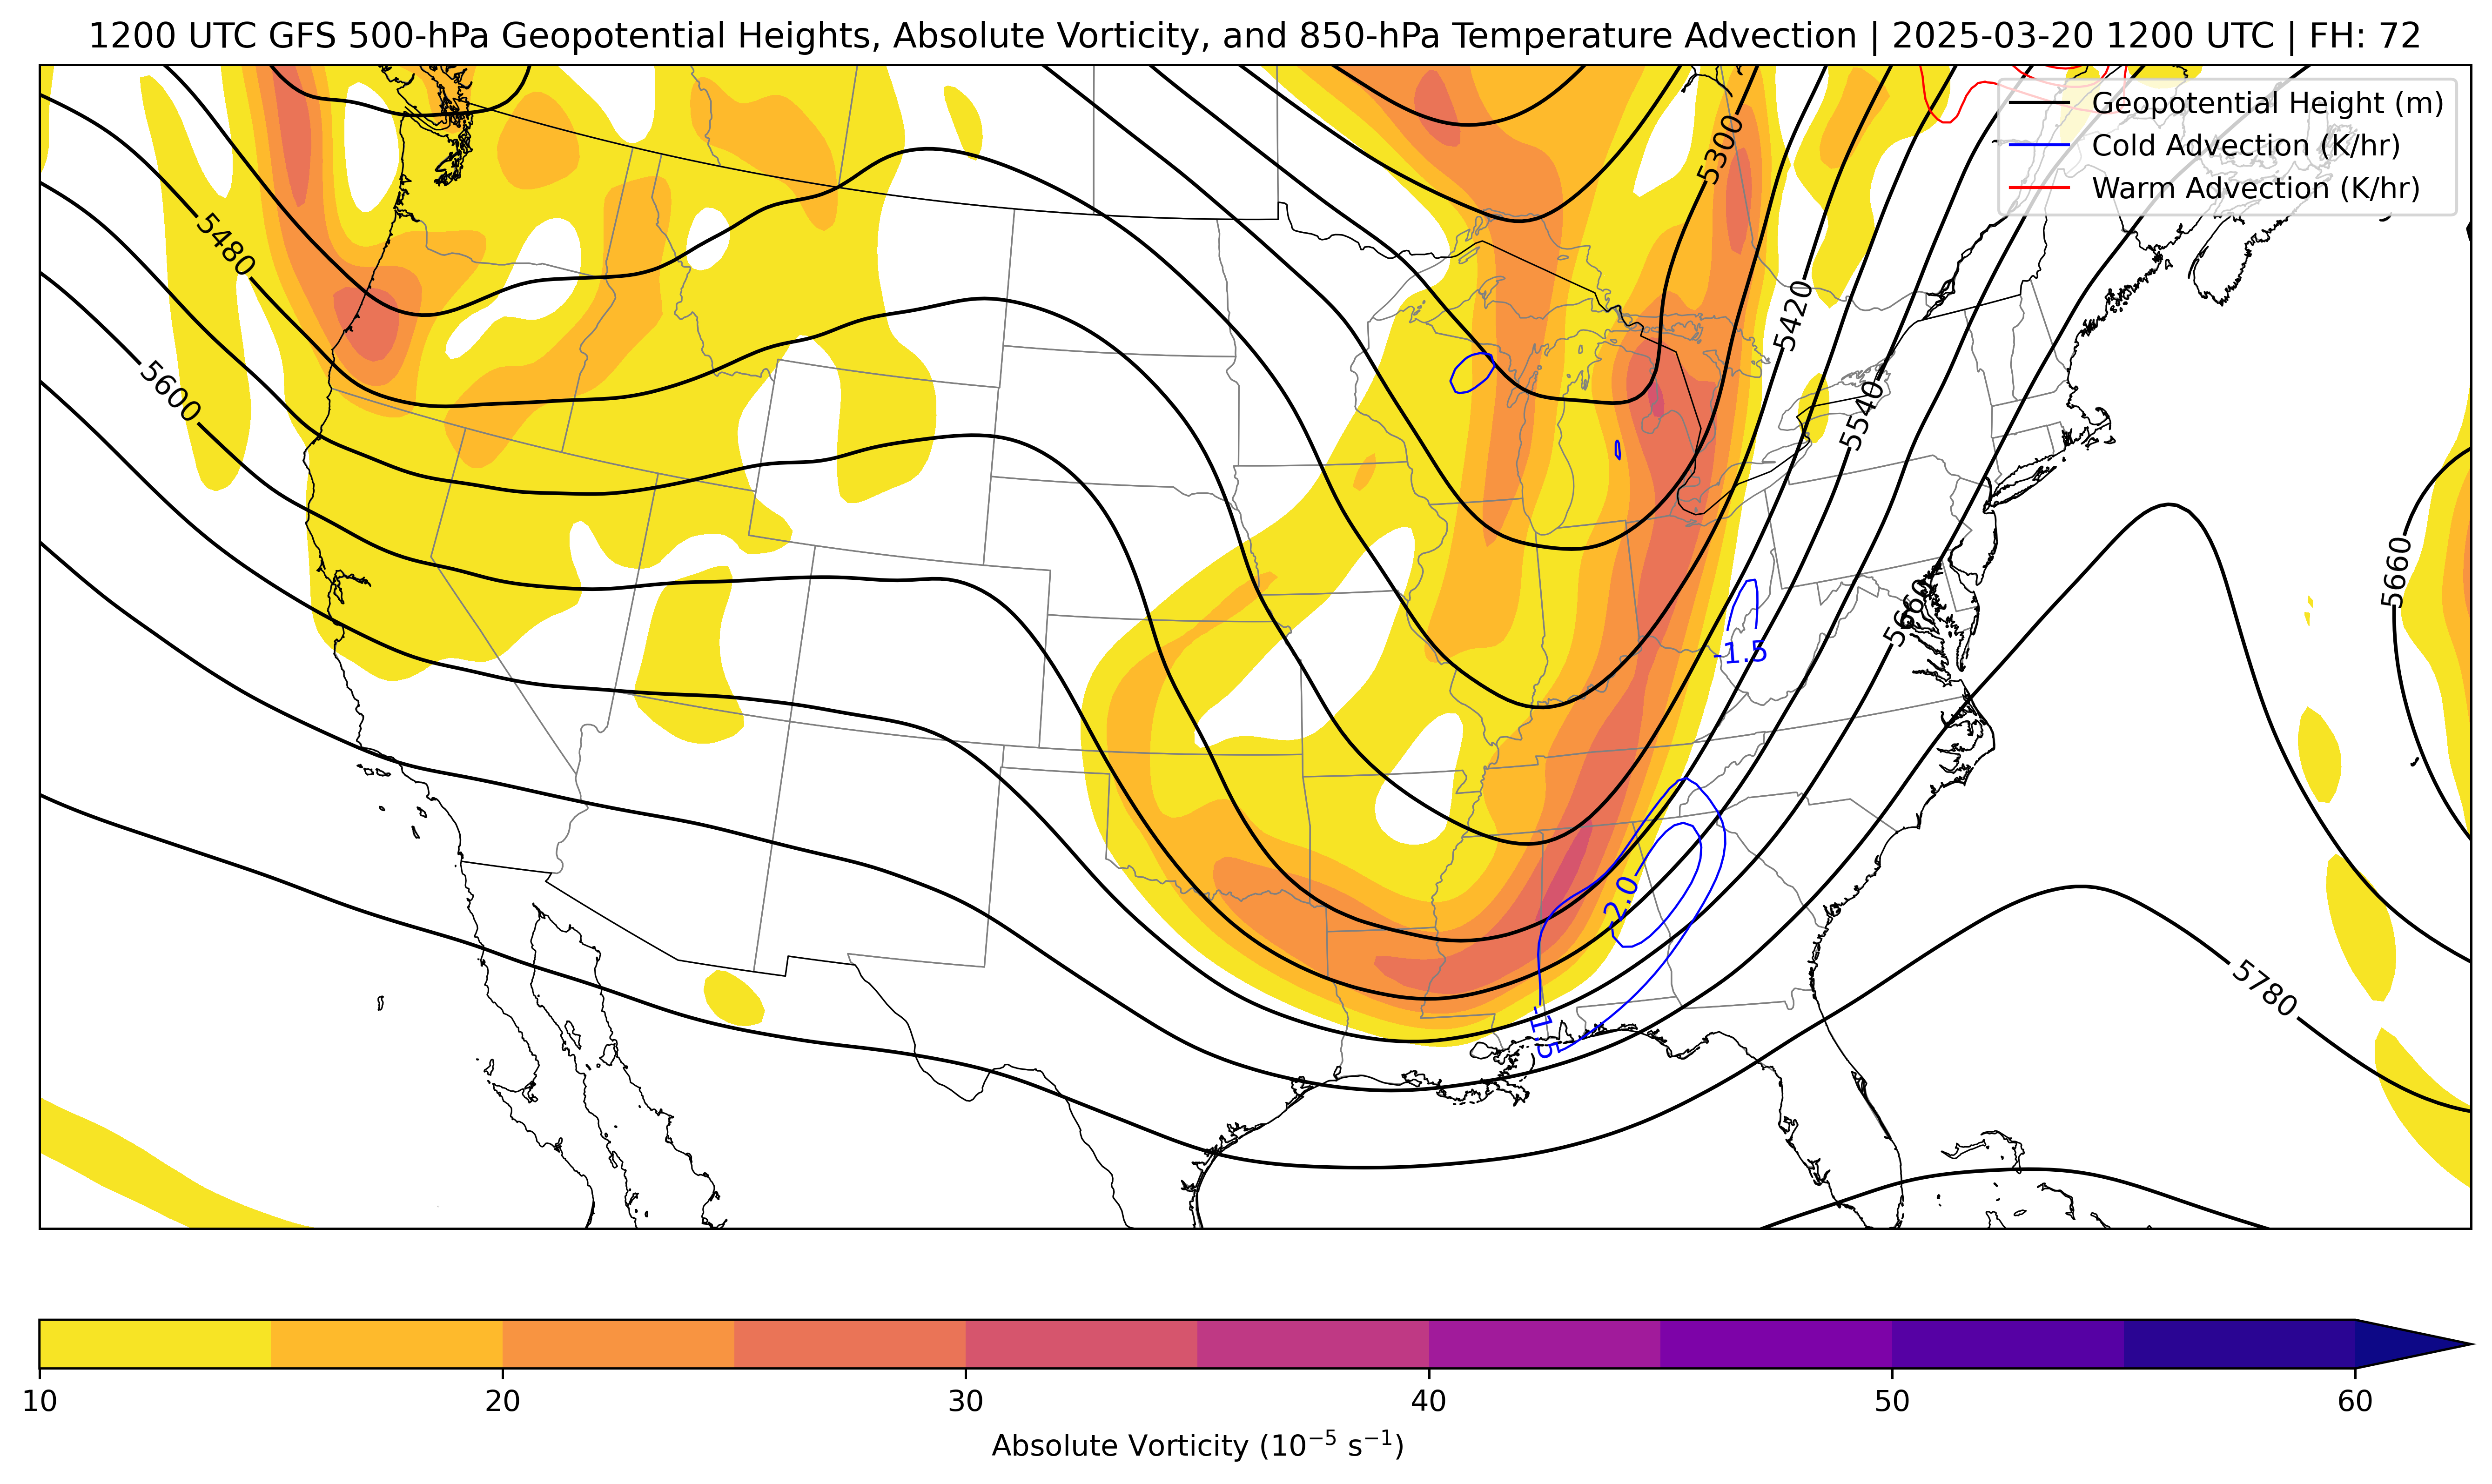 1200 UTC GFS 500-hPa Geopotential Heights, Absolute Vorticity, and 850-hPa Temperature Advection | 2025-03-20 1200 UTC | FH: 72
Geopotential Height (m)
Cold Advection (K/hr)
Warm Advection (K/hr)
5300
5480
5420
5600
5540
5660
5660
-1.5
-2.0
5780
-1.5
10 20 30 40 50 60
Absolute Vorticity (10⁻⁵ s⁻¹)